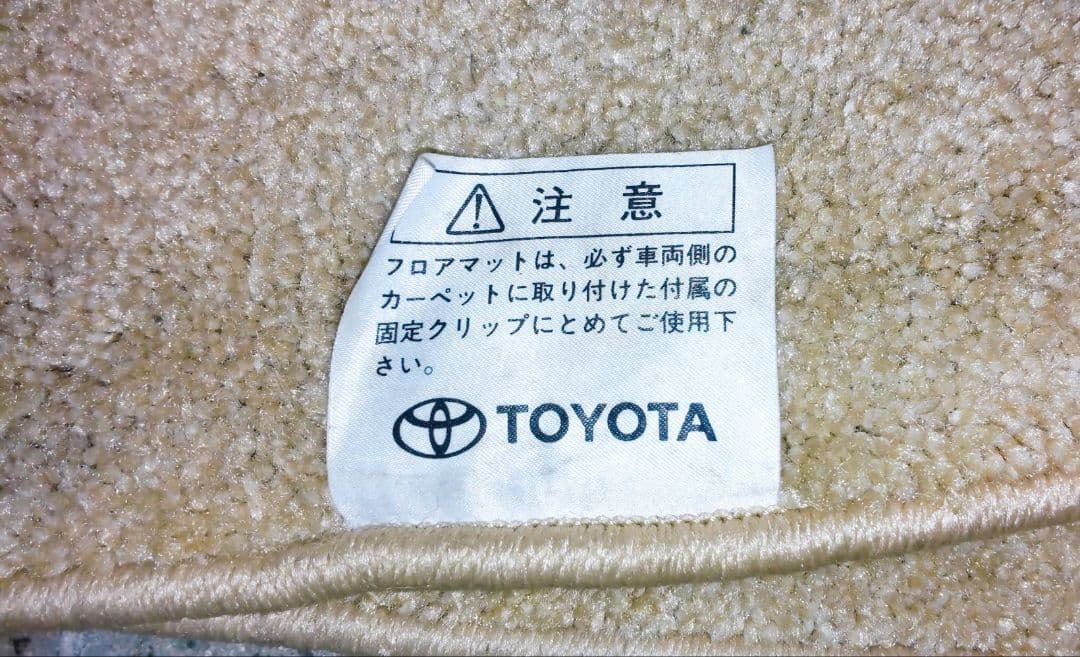 注意
フロアマットは、必ず車両側の
カーペットに取り付けた付属の
固定クリップにとめてご使用下
さい。
TOYOTA